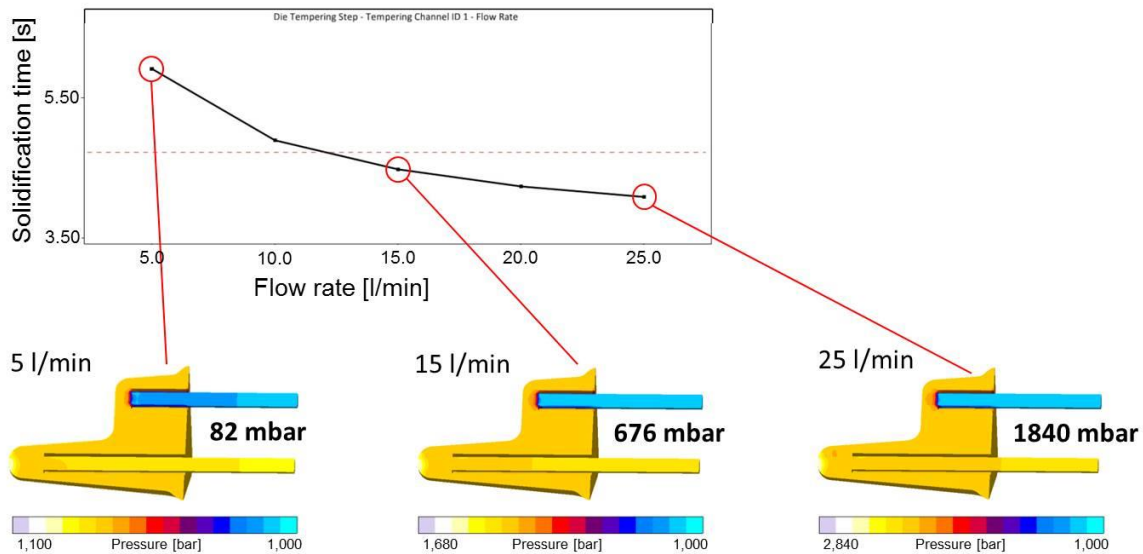 Die Tempering Step - Tempering Channel ID 1 - Flow Rate
Solidification time [s]
5.50
3.50
5.0 10.0 15.0 20.0 25.0
Flow rate [l/min]
5 l/min 15 l/min 25 l/min
82 mbar 676 mbar 1840 mbar
1,100 Pressure [bar] 1,000 1,680 Pressure [bar] 1,000 2,840 Pressure [bar] 1,000